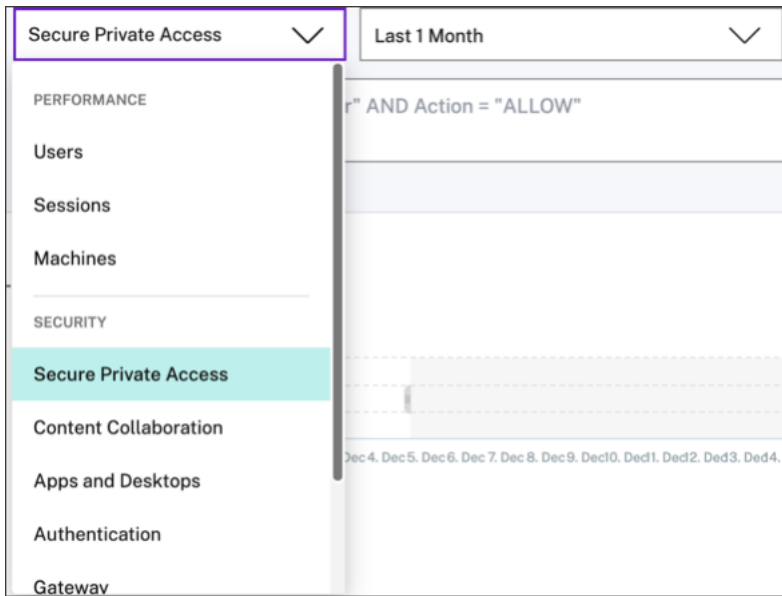 Secure Private Access
Last 1 Month
PERFORMANCE
r" AND Action = "ALLOW"
Users
Sessions
Machines
SECURITY
Secure Private Access
Content Collaboration
Dec 4. Dec 5. Dec 6. Dec 7. Dec 8. Dec 9. Dec10. Dec11. Dec12. Dec13. Dec14.
Apps and Desktops
Authentication
Gateway